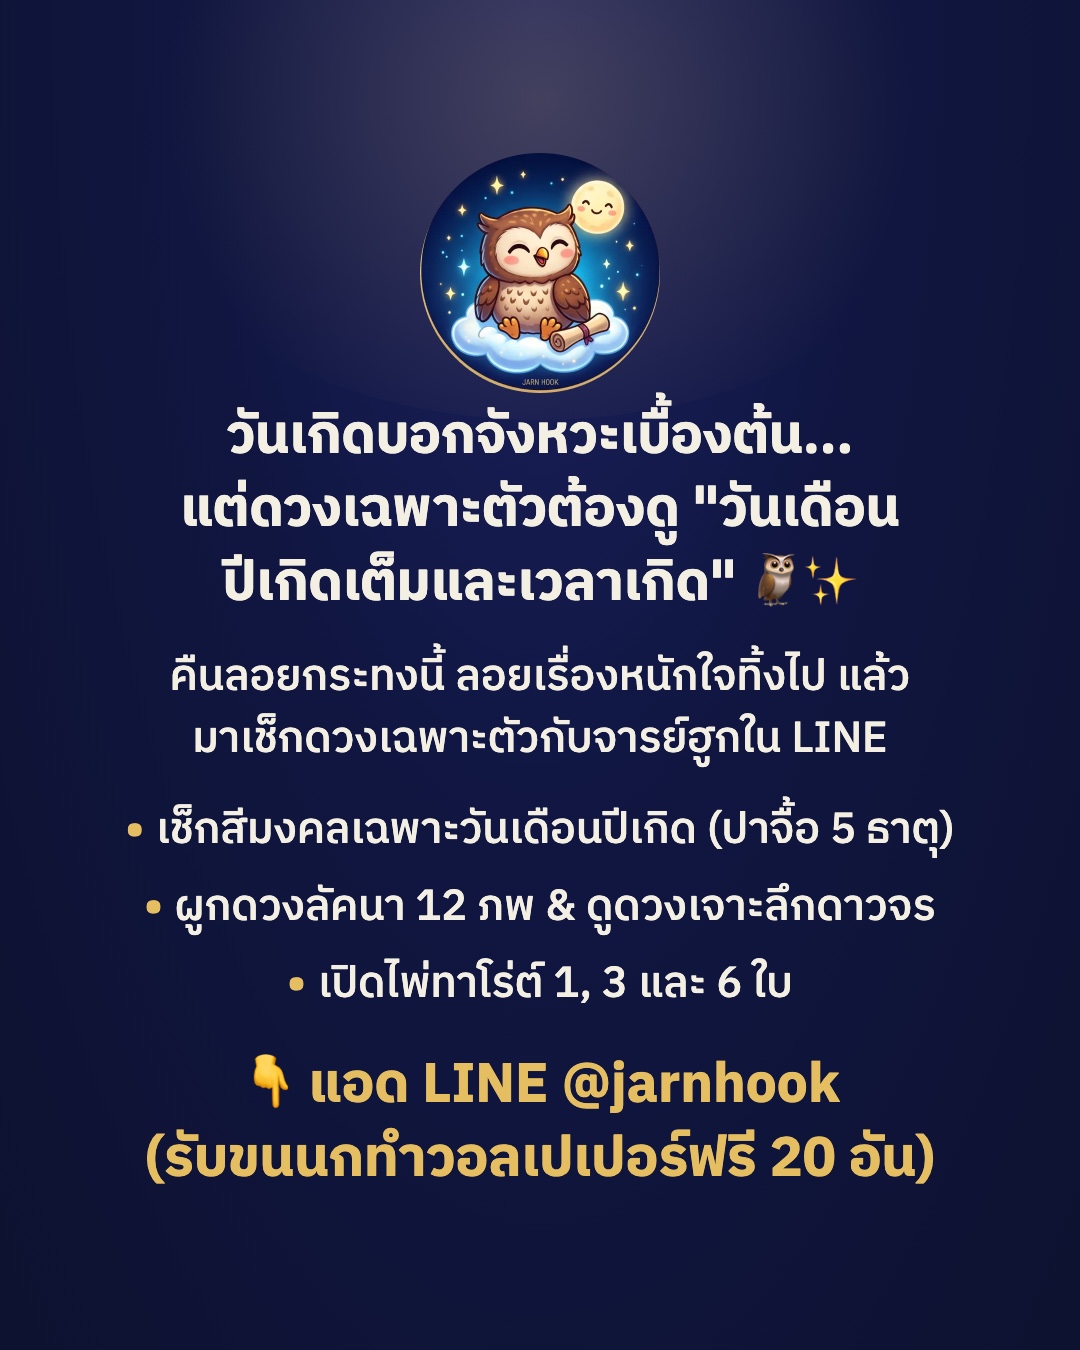 JARN HOOK
วันเกิดบอกจังหวะเบื้องต้น...
แต่ดวงเฉพาะตัวต้องดู "วันเดือน
ปีเกิดเต็มและเวลาเกิด" 🦉✨
คืนลอยกระทงนี้ ลอยเรื่องหนักใจทิ้งไป แล้ว
มาเช็กดวงเฉพาะตัวกับจารย์ฮูกใน LINE
• เช็กสีมงคลเฉพาะวันเดือนปีเกิด (ปาจื้อ 5 ธาตุ)
• ผูกดวงลัคนา 12 ภพ & ดูดวงเจาะลึกดาวจร
• เปิดไพ่ทาโร่ต์ 1, 3 และ 6 ใบ
👇 แอด LINE @jarnhook
(รับขนนกทำวอลเปเปอร์ฟรี 20 อัน)